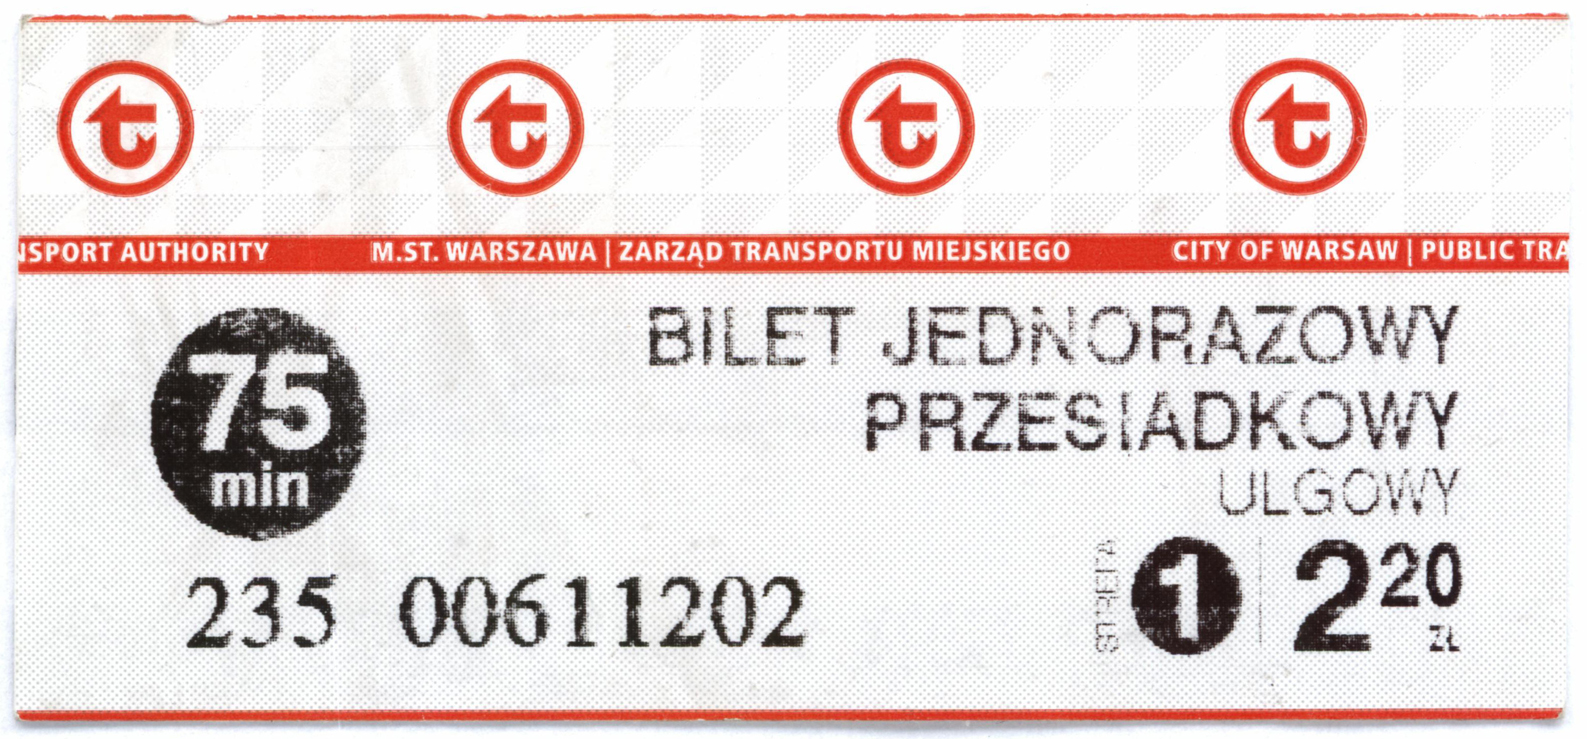 NSPORT AUTHORITY M.ST. WARSZAWA | ZARZĄD TRANSPORTU MIEJSKIEGO CITY OF WARSAW | PUBLIC TRA
75
min
BILET JEDNORAZOWY
PRZESIADKOWY
ULGOWY
235 00611202
STREFA
1
2 20
ZŁ